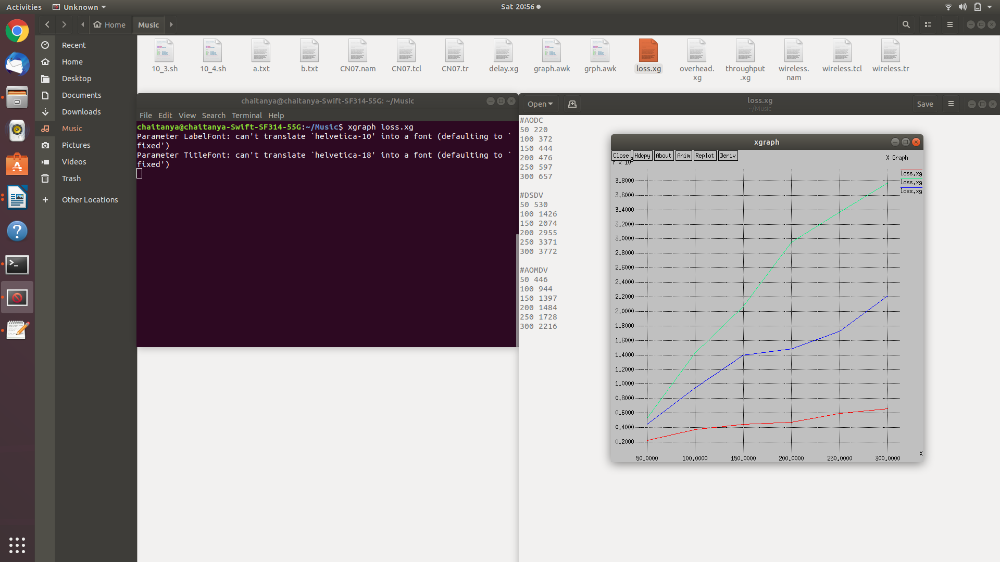 Activities
Unknown
Sat 20:56
Home
Music
Recent
Home
Desktop
Documents
Downloads
Music
Pictures
Videos
Trash
Other Locations
10_3.sh
10_4.sh
a.txt
b.txt
CN07.nam
CN07.tcl
CN07.tr
delay.xg
graph.awk
grph.awk
loss.xg
overhead.
xg
throughput
.xg
wireless.
nam
wireless.tcl
wireless.tr
chaitanya@chaitanya-Swift-SF314-55G: ~/Music
File Edit View Search Terminal Help
chaitanya@chaitanya-Swift-SF314-55G:~/Music$ xgraph loss.xg
Parameter LabelFont: can't translate `helvetica-10' into a font (defaulting to `
fixed')
Parameter TitleFont: can't translate `helvetica-18' into a font (defaulting to `
fixed')
Open
loss.xg
~/Music
Save
#AODC
50 220
100 372
150 444
200 476
250 597
300 657
#DSDV
50 530
100 1426
150 2074
200 2955
250 3371
300 3772
#AOMDV
50 446
100 944
150 1397
200 1484
250 1728
300 2216
xgraph
Close Hdcpy About Anim Replot Deriv
X Graph
Y x 10
loss.xg
loss.xg
loss.xg
3.8000
3.6000
3.4000
3.2000
3.0000
2.8000
2.6000
2.4000
2.2000
2.0000
1.8000
1.6000
1.4000
1.2000
1.0000
0.8000
0.6000
0.4000
0.2000
X
50.0000 100.0000 150.0000 200.0000 250.0000 300.0000